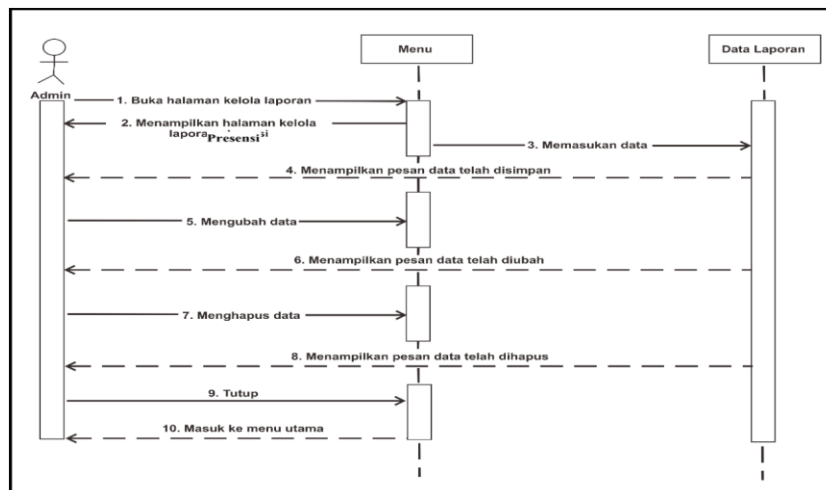 Menu
Data Laporan
Admin
1. Buka halaman kelola laporan
2. Menampilkan halaman kelola
lapora Presensi si
3. Memasukan data
4. Menampilkan pesan data telah disimpan
5. Mengubah data
6. Menampilkan pesan data telah diubah
7. Menghapus data
8. Menampilkan pesan data telah dihapus
9. Tutup
10. Masuk ke menu utama